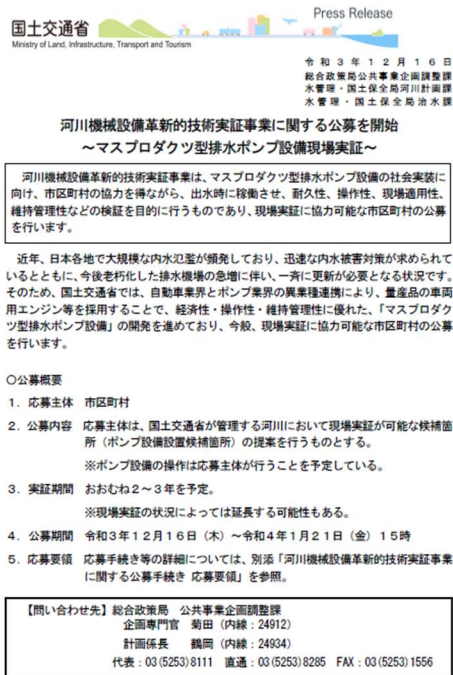 Press Release
国土交通省
Ministry of Land, Infrastructure, Transport and Tourism
令和３年１２月１６日
総合政策局公共事業企画調整課
水管理・国土保全局河川計画課
水管理・国土保全局治水課
河川機械設備革新的技術実証事業に関する公募を開始
～マスプロダクツ型排水ポンプ設備現場実証～
河川機械設備革新的技術実証事業は、マスプロダクツ型排水ポンプ設備の社会実装に
向け、市区町村の協力を得ながら、出水時に稼働させ、耐久性、操作性、現場適用性、
維持管理性などの検証を目的に行うものであり、現場実証に協力可能な市区町村の公募
を行います。
近年、日本各地で大規模な内水氾濫が頻発しており、迅速な内水被害対策が求められて
いるとともに、今後老朽化した排水機場の急増に伴い、一斉に更新が必要となる状況です。
そのため、国土交通省では、自動車業界とポンプ業界の異業種連携により、量産品の車両
用エンジン等を採用することで、経済性・操作性・維持管理性に優れた、「マスプロダク
ツ型排水ポンプ設備」の開発を進めており、今般、現場実証に協力可能な市区町村の公募
を行います。
○公募概要
１．応募主体 市区町村
２．公募内容 応募主体は、国土交通省が管理する河川において現場実証が可能な候補箇
所（ポンプ設備設置候補箇所）の提案を行うものとする。
※ポンプ設備の操作は応募主体が行うことを予定している。
３．実証期間 おおむね２～３年を予定。
※現場実証の状況によっては延長する可能性もある。
４．公募期間 令和３年１２月１６日（木）～令和４年１月２１日（金）１５時
５．応募要領 応募手続き等の詳細については、別添「河川機械設備革新的技術実証事業
に関する公募手続き 応募要領」を参照。
【問い合わせ先】総合政策局 公共事業企画調整課
企画専門官 菊田（内線：24912）
計画係長 鶴岡（内線：24934）
代表：03(5253)8111 直通：03(5253)8285 FAX：03(5253)1556